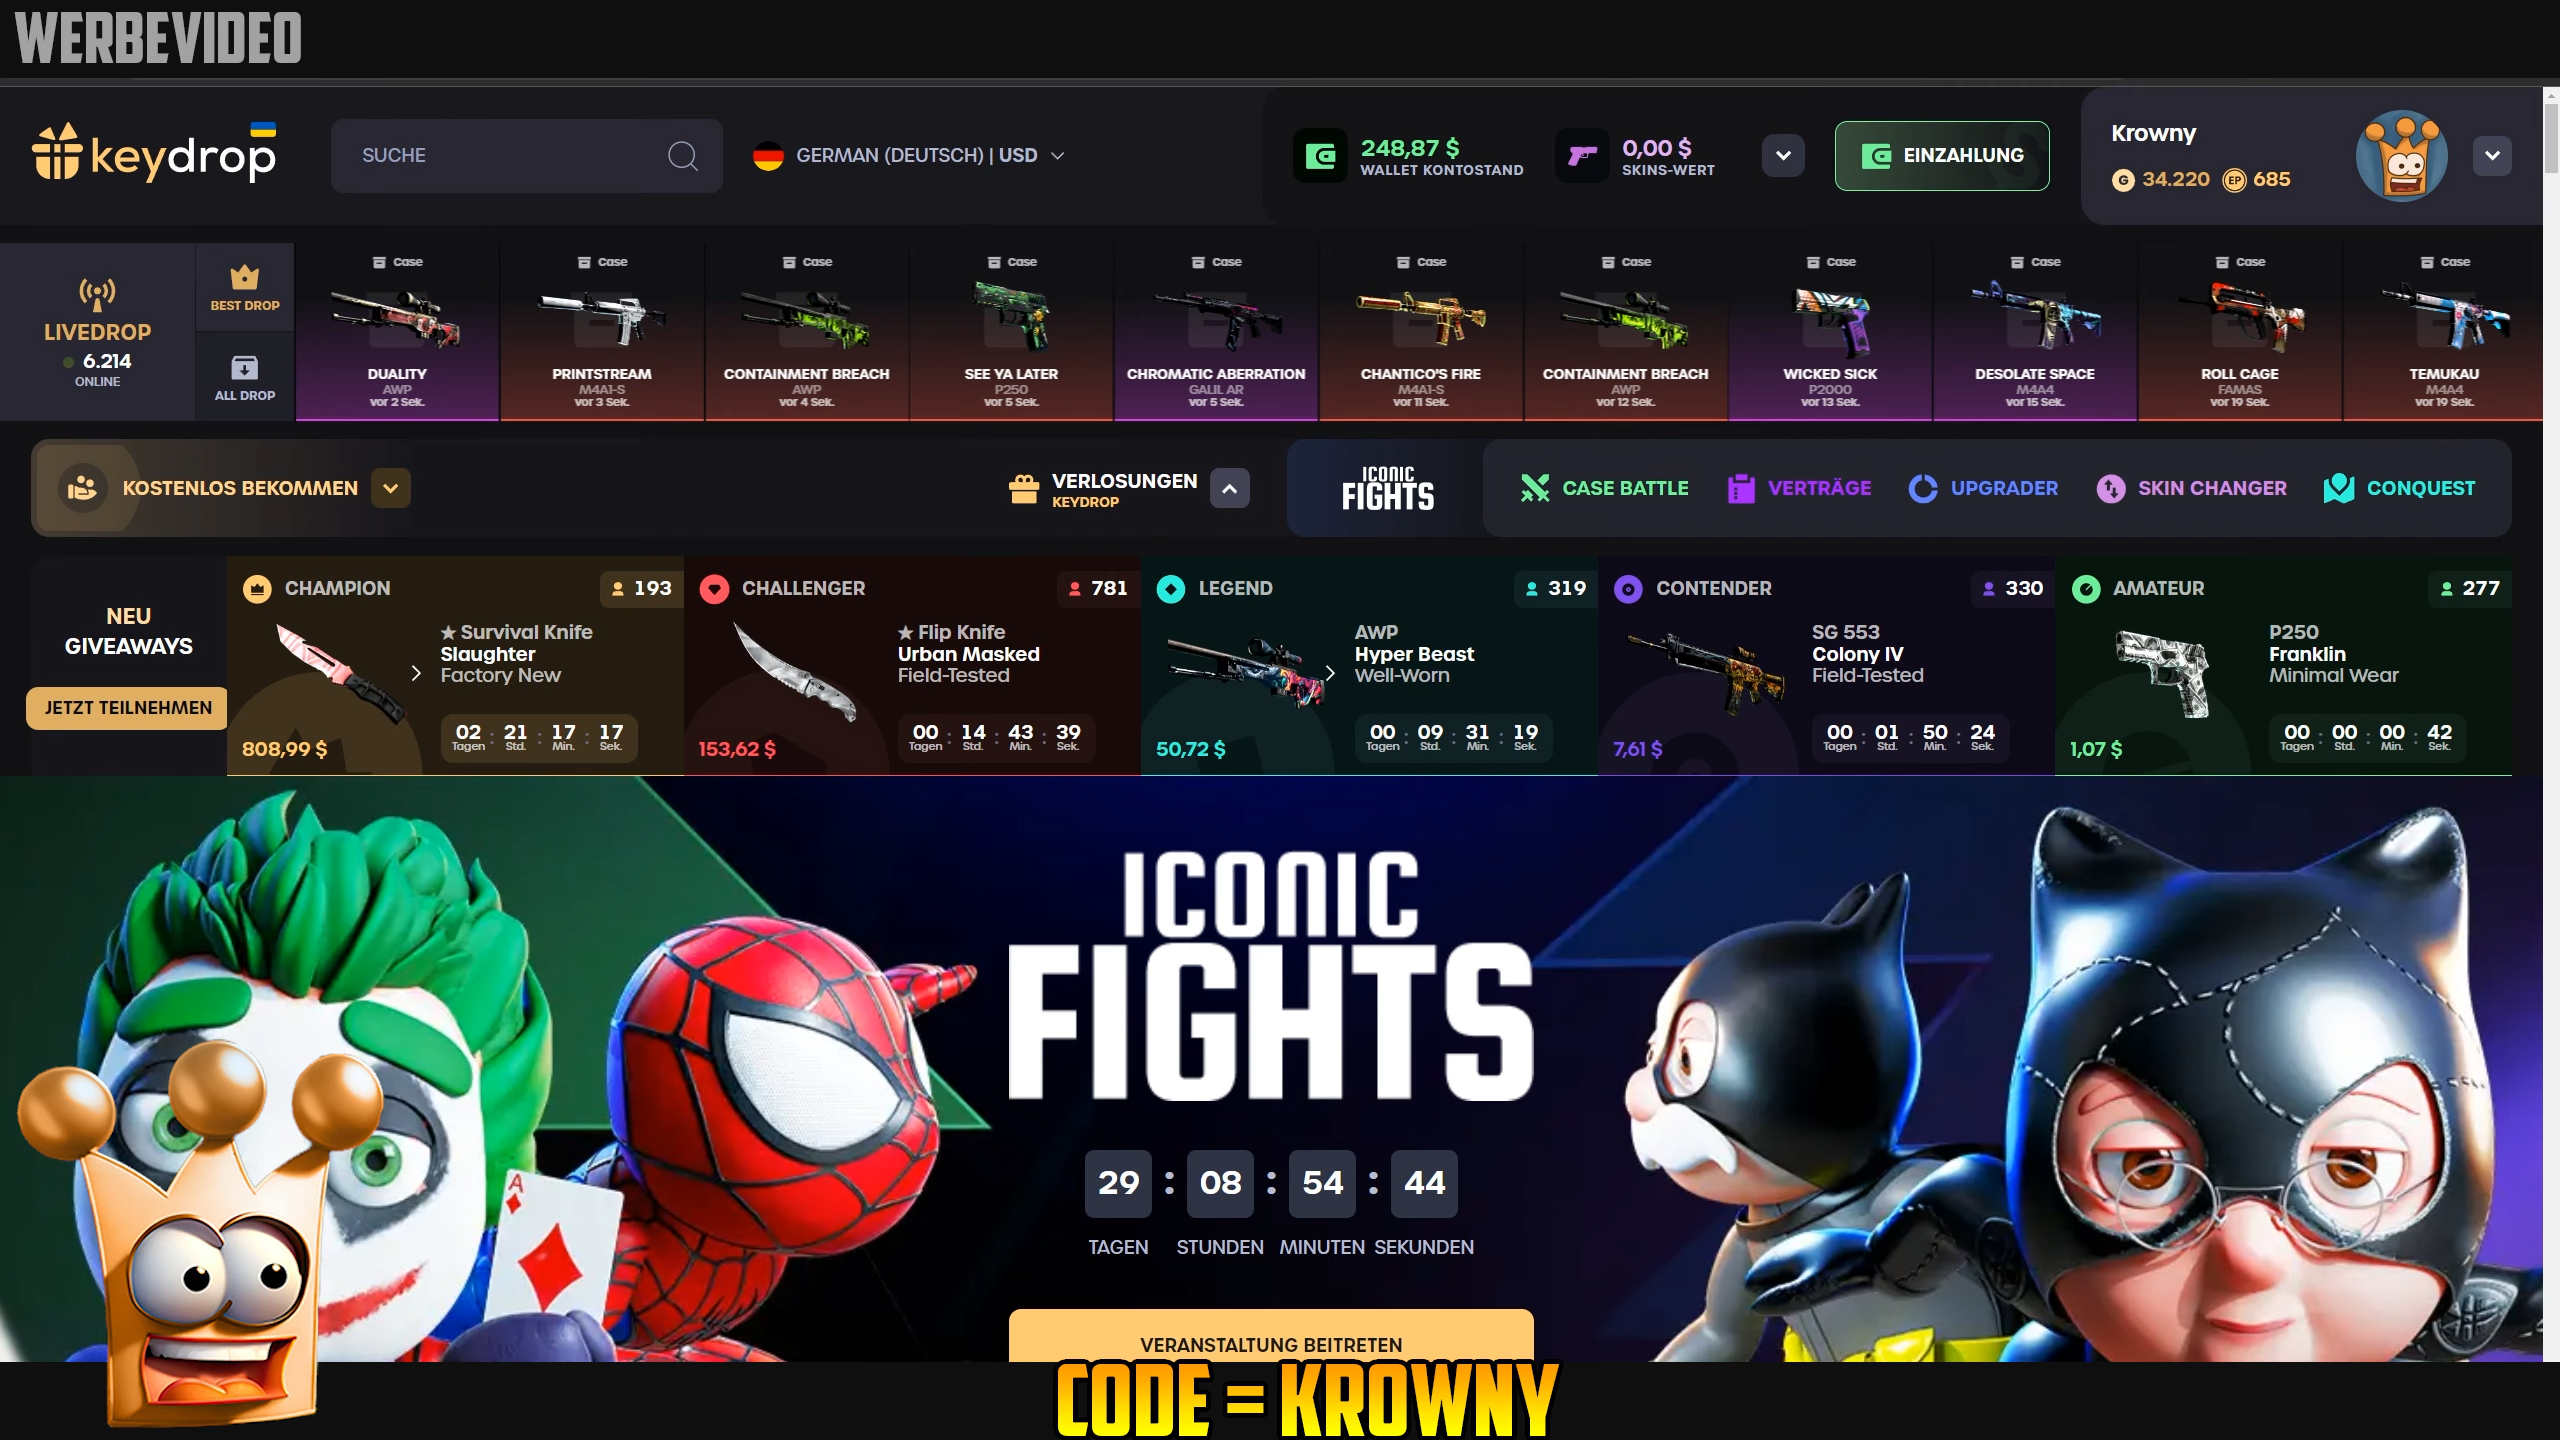 WERBEVIDEO
keydrop
SUCHE
GERMAN (DEUTSCH) | USD
248,87 $
WALLET KONTOSTAND
0,00 $
SKINS-WERT
EINZAHLUNG
Krowny
G 34.220 EP 685
LIVEDROP
6.214
ONLINE
BEST DROP
ALL DROP
Case
DUALITY
AWP
vor 2 Sek.
Case
PRINTSTREAM
M4A1-S
vor 3 Sek.
Case
CONTAINMENT BREACH
AWP
vor 4 Sek.
Case
SEE YA LATER
P250
vor 5 Sek.
Case
CHROMATIC ABERRATION
GALIL AR
vor 5 Sek.
Case
CHANTICO'S FIRE
M4A1-S
vor 11 Sek.
Case
CONTAINMENT BREACH
AWP
vor 12 Sek.
Case
WICKED SICK
P2000
vor 13 Sek.
Case
DESOLATE SPACE
M4A4
vor 15 Sek.
Case
ROLL CAGE
FAMAS
vor 19 Sek.
Case
TEMUKAU
M4A4
vor 19 Sek.
KOSTENLOS BEKOMMEN
VERLOSUNGEN
KEYDROP
ICONIC
FIGHTS
CASE BATTLE
VERTRÄGE
UPGRADER
SKIN CHANGER
CONQUEST
NEU
GIVEAWAYS
JETZT TEILNEHMEN
CHAMPION
193
★ Survival Knife
Slaughter
Factory New
808,99 $
02 : 21 : 17 : 17
Tagen Std. Min. Sek.
CHALLENGER
781
★ Flip Knife
Urban Masked
Field-Tested
153,62 $
00 : 14 : 43 : 39
Tagen Std. Min. Sek.
LEGEND
319
AWP
Hyper Beast
Well-Worn
50,72 $
00 : 09 : 31 : 19
Tagen Std. Min. Sek.
CONTENDER
330
SG 553
Colony IV
Field-Tested
7,61 $
00 : 01 : 50 : 24
Tagen Std. Min. Sek.
AMATEUR
277
P250
Franklin
Minimal Wear
1,07 $
00 : 00 : 00 : 42
Tagen Std. Min. Sek.
ICONIC
FIGHTS
29 : 08 : 54 : 44
TAGEN STUNDEN MINUTEN SEKUNDEN
A
VERANSTALTUNG BEITRETEN
CODE = KROWNY